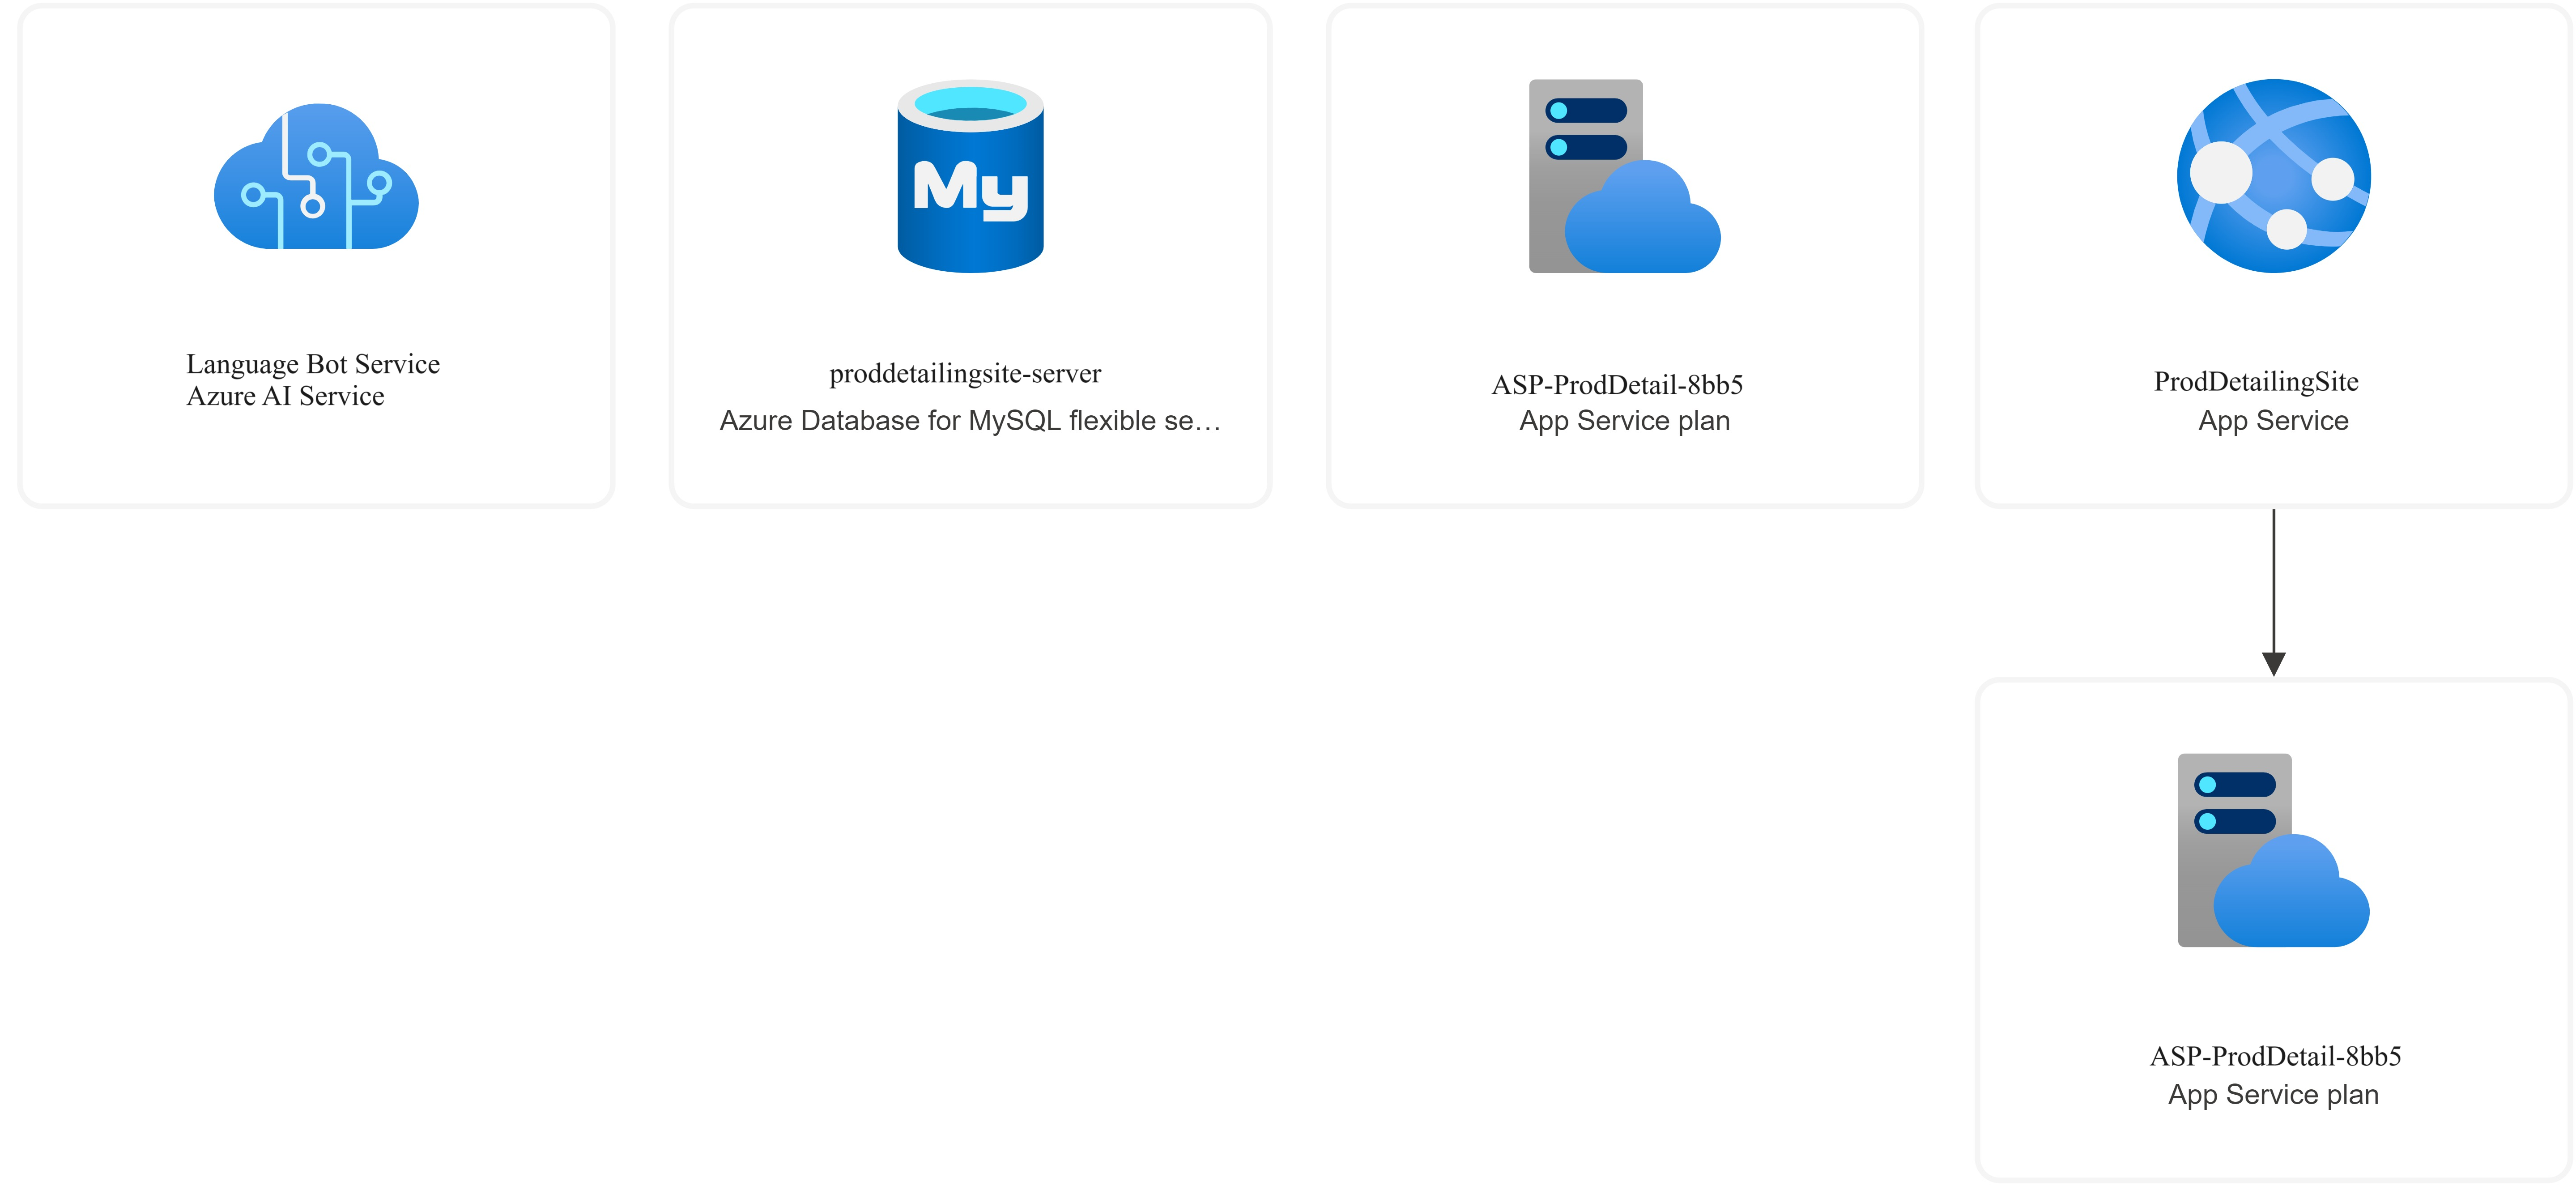 My
Language Bot Service
Azure AI Service
proddetailingsite-server
Azure Database for MySQL flexible se…
ASP-ProdDetail-8bb5
App Service plan
ProdDetailingSite
App Service
ASP-ProdDetail-8bb5
App Service plan